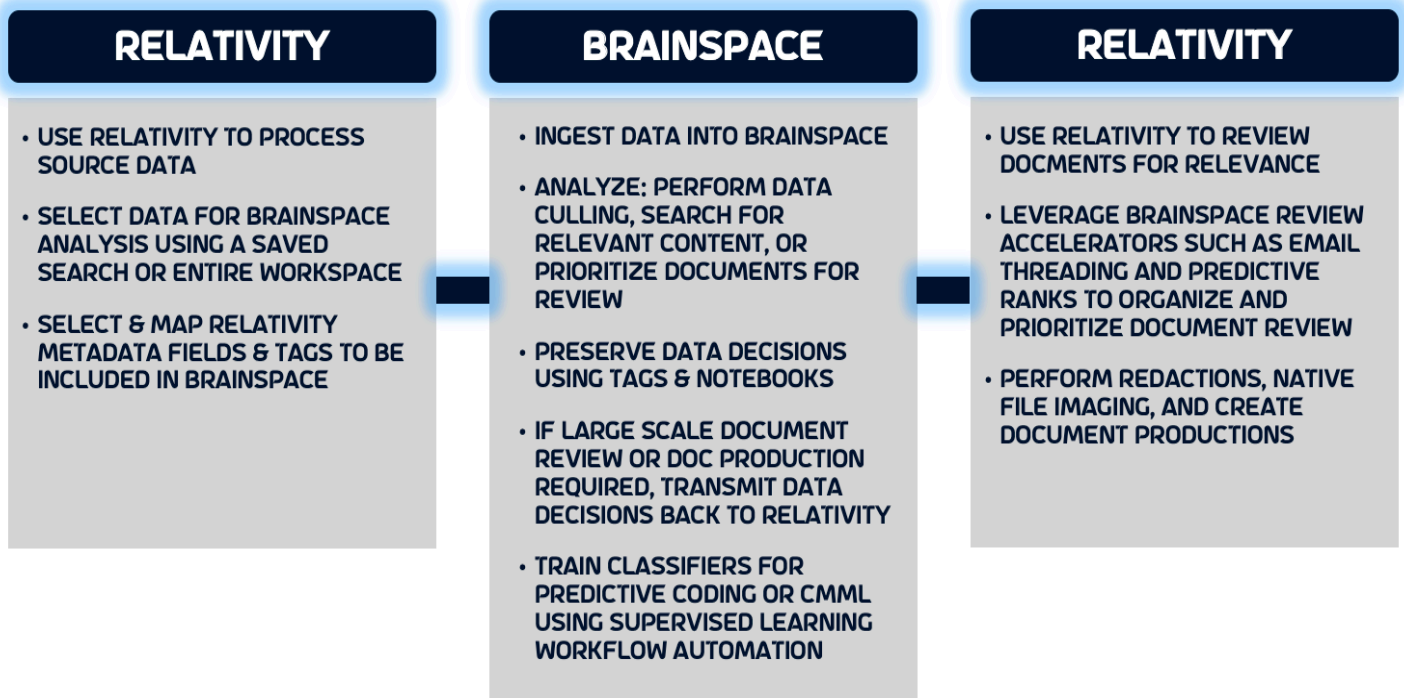 RELATIVITY
• USE RELATIVITY TO PROCESS
SOURCE DATA
• SELECT DATA FOR BRAINSPACE
ANALYSIS USING A SAVED
SEARCH OR ENTIRE WORKSPACE
• SELECT & MAP RELATIVITY
METADATA FIELDS & TAGS TO BE
INCLUDED IN BRAINSPACE
BRAINSPACE
• INGEST DATA INTO BRAINSPACE
• ANALYZE: PERFORM DATA
CULLING, SEARCH FOR
RELEVANT CONTENT, OR
PRIORITIZE DOCUMENTS FOR
REVIEW
• PRESERVE DATA DECISIONS
USING TAGS & NOTEBOOKS
• IF LARGE SCALE DOCUMENT
REVIEW OR DOC PRODUCTION
REQUIRED, TRANSMIT DATA
DECISIONS BACK TO RELATIVITY
• TRAIN CLASSIFIERS FOR
PREDICTIVE CODING OR CMML
USING SUPERVISED LEARNING
WORKFLOW AUTOMATION
RELATIVITY
• USE RELATIVITY TO REVIEW
DOCMENTS FOR RELEVANCE
• LEVERAGE BRAINSPACE REVIEW
ACCELERATORS SUCH AS EMAIL
THREADING AND PREDICTIVE
RANKS TO ORGANIZE AND
PRIORITIZE DOCUMENT REVIEW
• PERFORM REDACTIONS, NATIVE
FILE IMAGING, AND CREATE
DOCUMENT PRODUCTIONS